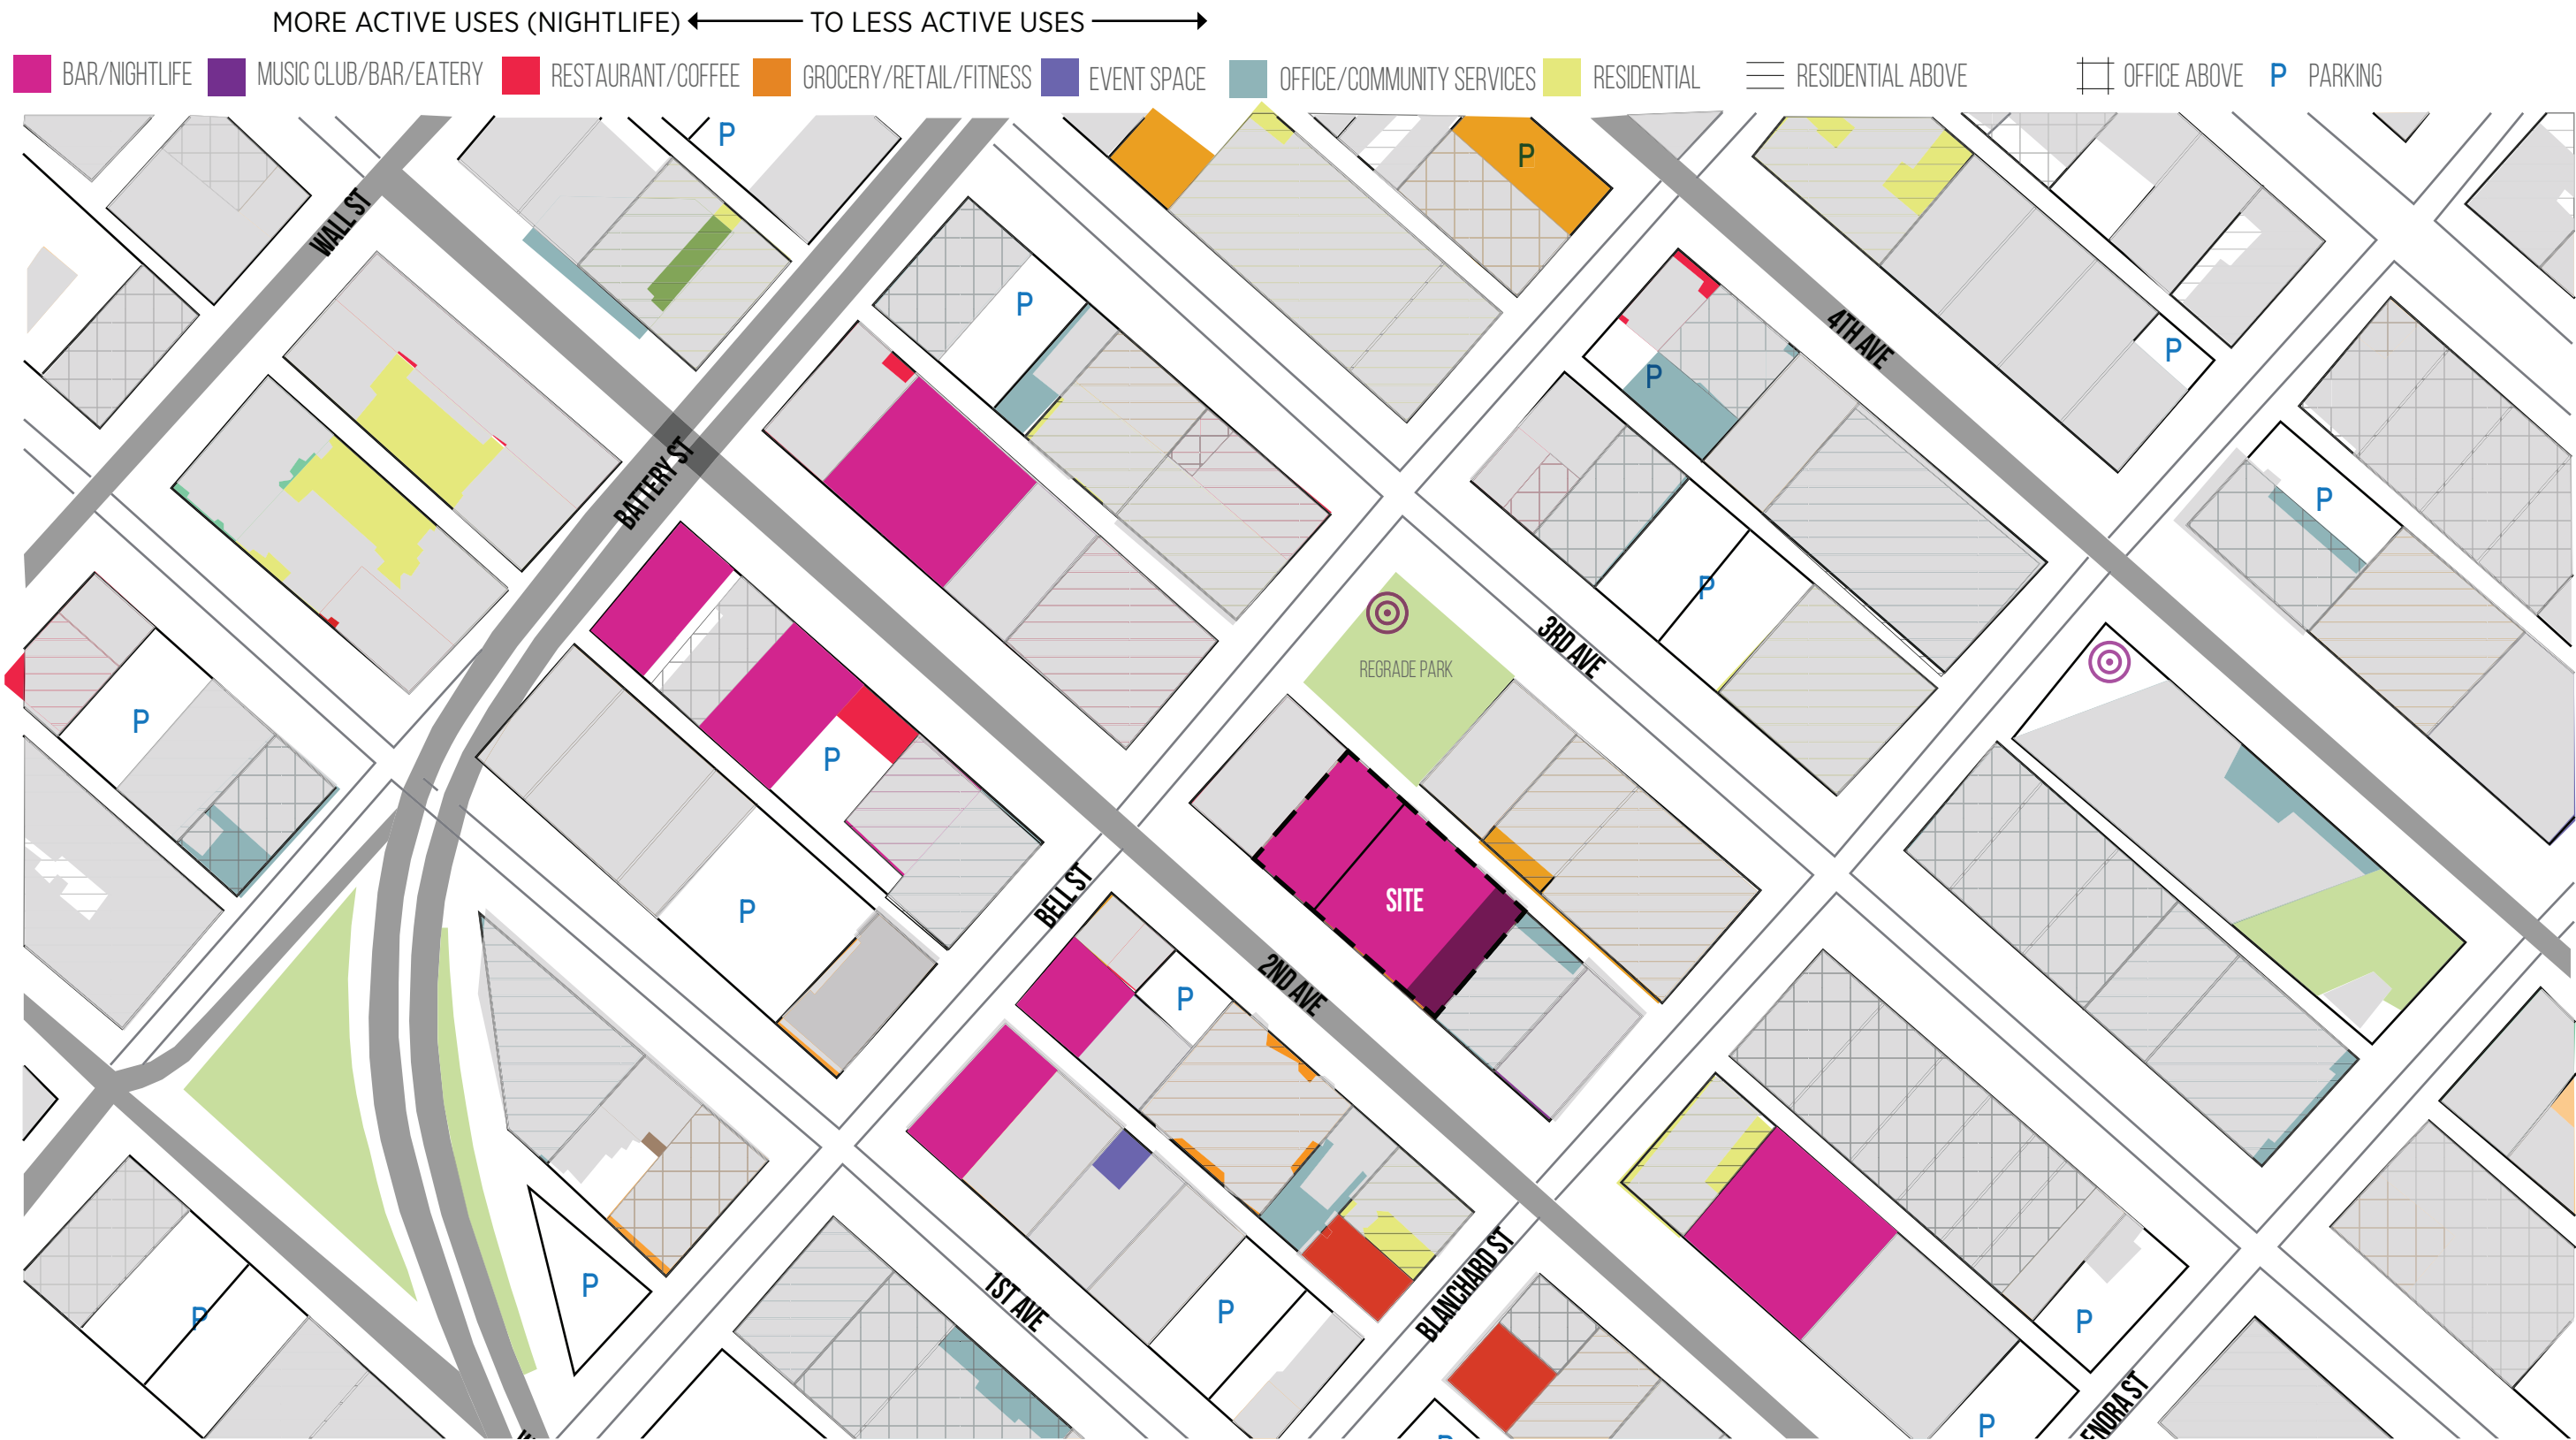 MORE ACTIVE USES (NIGHTLIFE) TO LESS ACTIVE USES
BAR/NIGHTLIFE MUSIC CLUB/BAR/EATERY RESTAURANT/COFFEE GROCERY/RETAIL/FITNESS EVENT SPACE OFFICE/COMMUNITY SERVICES RESIDENTIAL RESIDENTIAL ABOVE OFFICE ABOVE P PARKING
P
P
WALL ST
P
4TH AVE
P
P
BATTERY ST
P
P
3RD AVE
REGRADE PARK
P
P
BELL ST
SITE
P
2ND AVE
P
P
1ST AVE
P
BLANCHARD ST
P
P
P
P